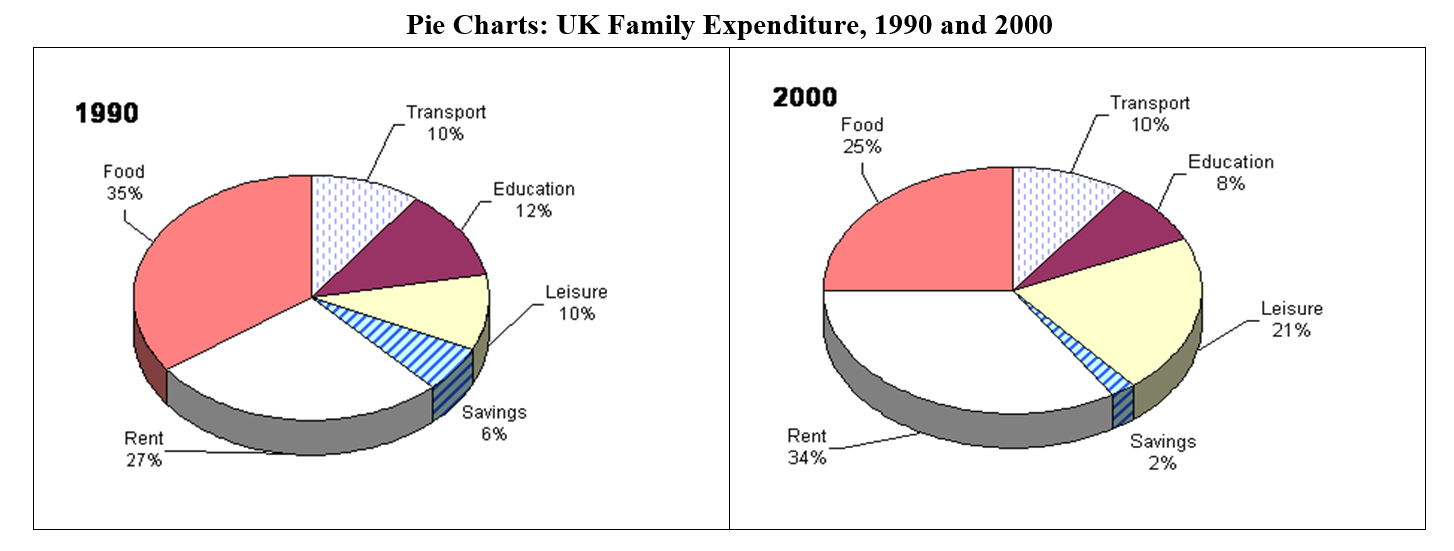 Pie Charts: UK Family Expenditure, 1990 and 2000
1990
Transport
10%
Education
12%
Leisure
10%
Savings
6%
Rent
27%
Food
35%
2000
Transport
10%
Education
8%
Leisure
21%
Savings
2%
Rent
34%
Food
25%